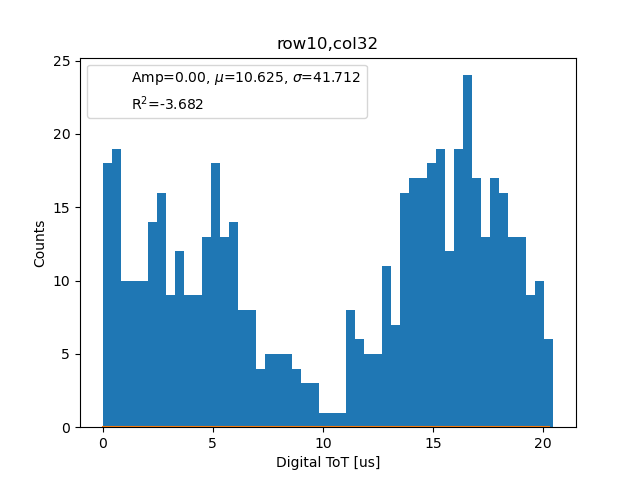 row10,col32
Amp=0.00, μ=10.625, σ=41.712
R²=-3.682
25
20
15
10
5
0
Counts
0 5 10 15 20
Digital ToT [us]